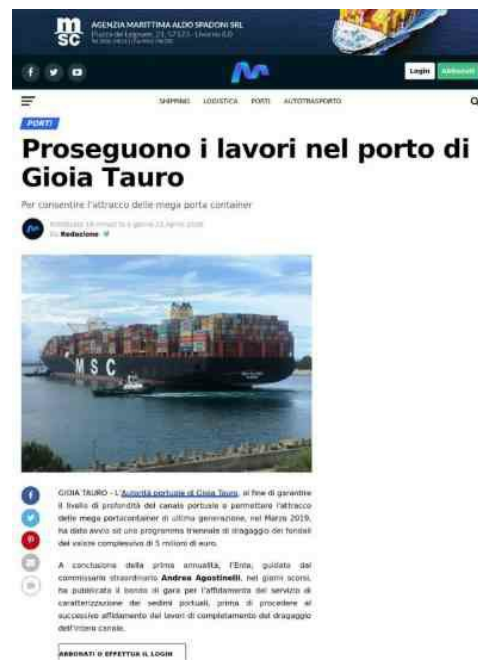 msc
AGENZIA MARITTIMA ALDO SPADONI SRL
Login
Abbonati
SHIPPING LOGISTICA PORTI AUTOTRASPORTO
PORTI
Proseguono i lavori nel porto di
Gioia Tauro
Per consentire l'attracco delle mega porta container
Redazione
MSC
GIOIA TAURO - L'Autorità portuale di Gioia Tauro, al fine di garantire
il livello di profondità del canale portuale e permettere l'attracco
delle mega portacontainer di ultima generazione, nel Marzo 2019,
ha dato avvio ad uno programma triennale di dragaggio dei fondali
del valore complessivo di 5 milioni di euro.
A conclusione della prima annualità, l'Ente, guidato dal
commissario straordinario Andrea Agostinelli, nei giorni scorsi,
ha pubblicato il bando di gara per l'affidamento del servizio di
caratterizzazione dei sedimi portuali, prima di procedere al
successivo affidamento dei lavori di completamento del dragaggio
dell'intero canale.
ABBONATI O EFFETTUA IL LOGIN